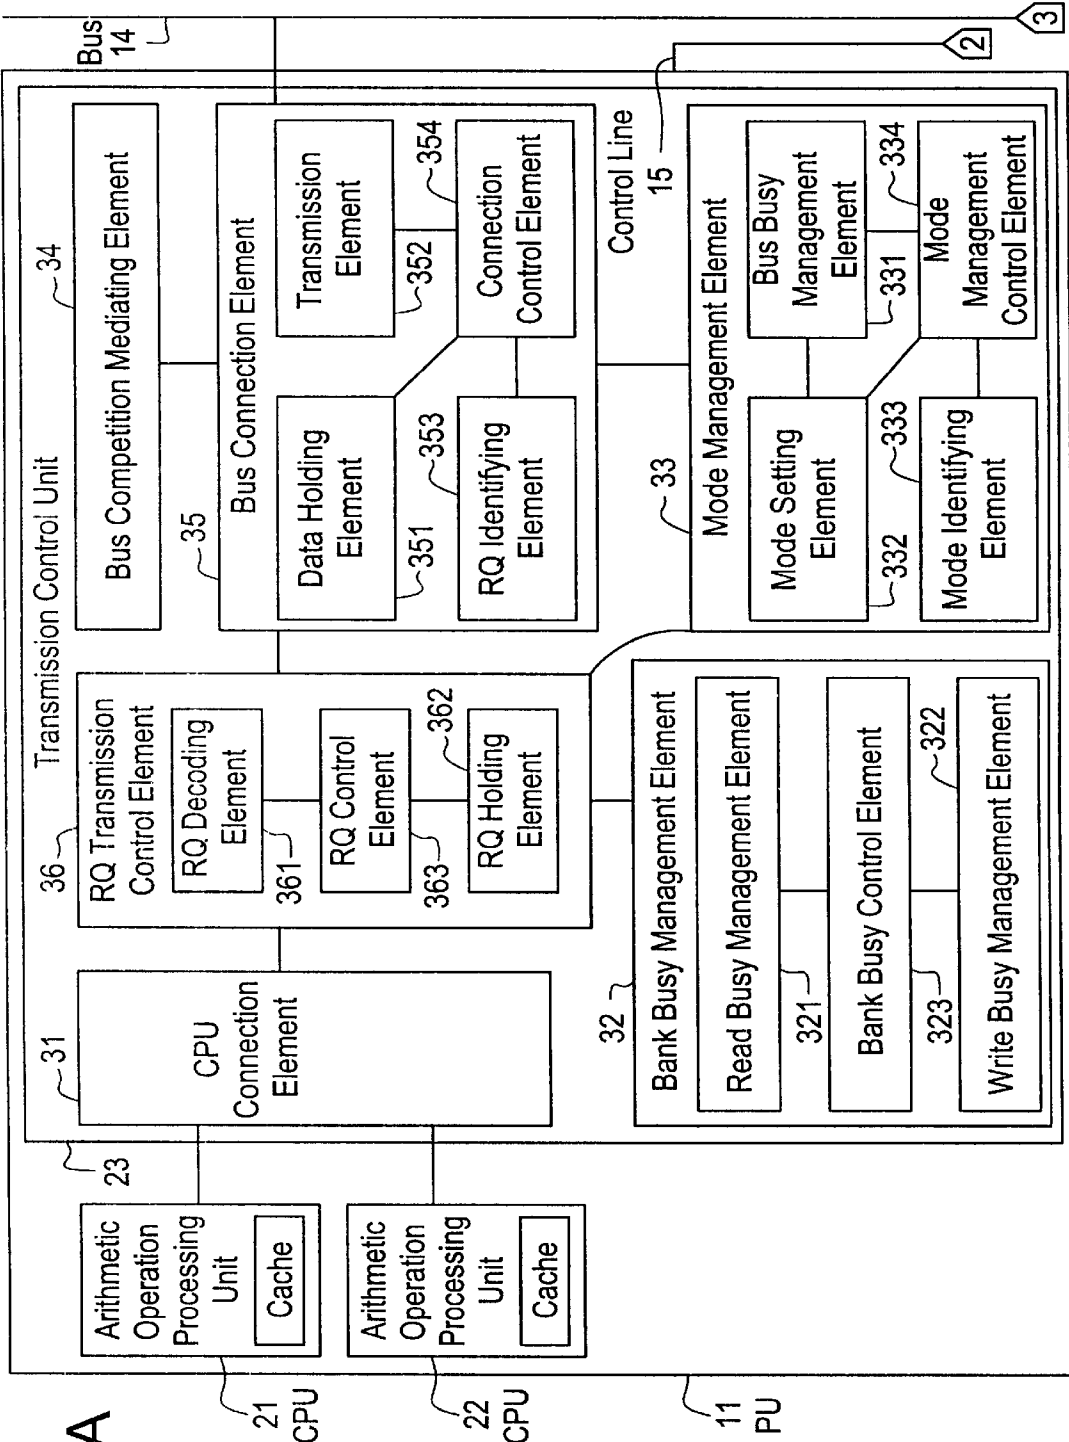 A
11
PU
21
CPU
Arithmetic
Operation
Processing
Unit
Cache
22
CPU
Arithmetic
Operation
Processing
Unit
Cache
23
Transmission Control Unit
31
CPU
Connection
Element
36
RQ Transmission
Control Element
RQ Decoding
Element
361
RQ Control
Element
363
362
RQ Holding
Element
32
Bank Busy Management Element
Read Busy Management Element
321
Bank Busy Control Element
323
322
Write Busy Management Element
34
Bus Competition Mediating Element
35
Bus Connection Element
Data Holding
Element
351
353
RQ Identifying
Element
Transmission
Element
352
354
Connection
Control Element
33
Mode Management Element
Mode Setting
Element
332
333
Mode Identifying
Element
Bus Busy
Management
Element
331
334
Mode
Management
Control Element
Control Line
15
Bus
14
2
3